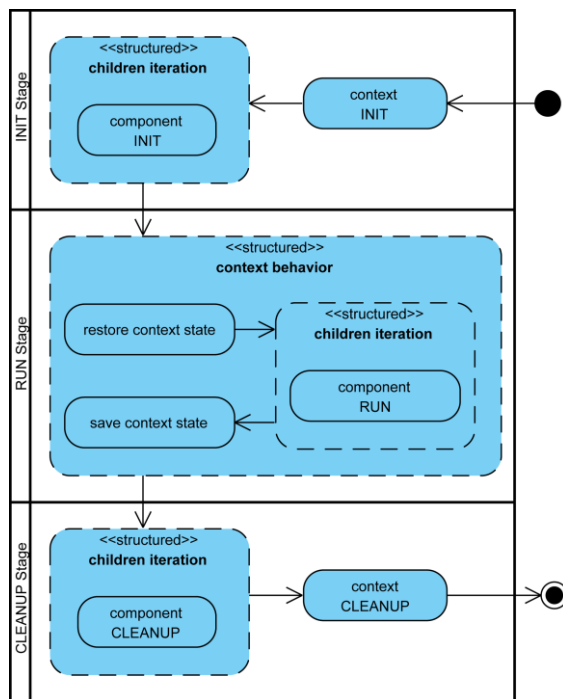 INIT Stage
<<structured>>
children iteration
component
INIT
context
INIT
RUN Stage
<<structured>>
context behavior
restore context state
<<structured>>
children iteration
component
RUN
save context state
CLEANUP Stage
<<structured>>
children iteration
component
CLEANUP
context
CLEANUP